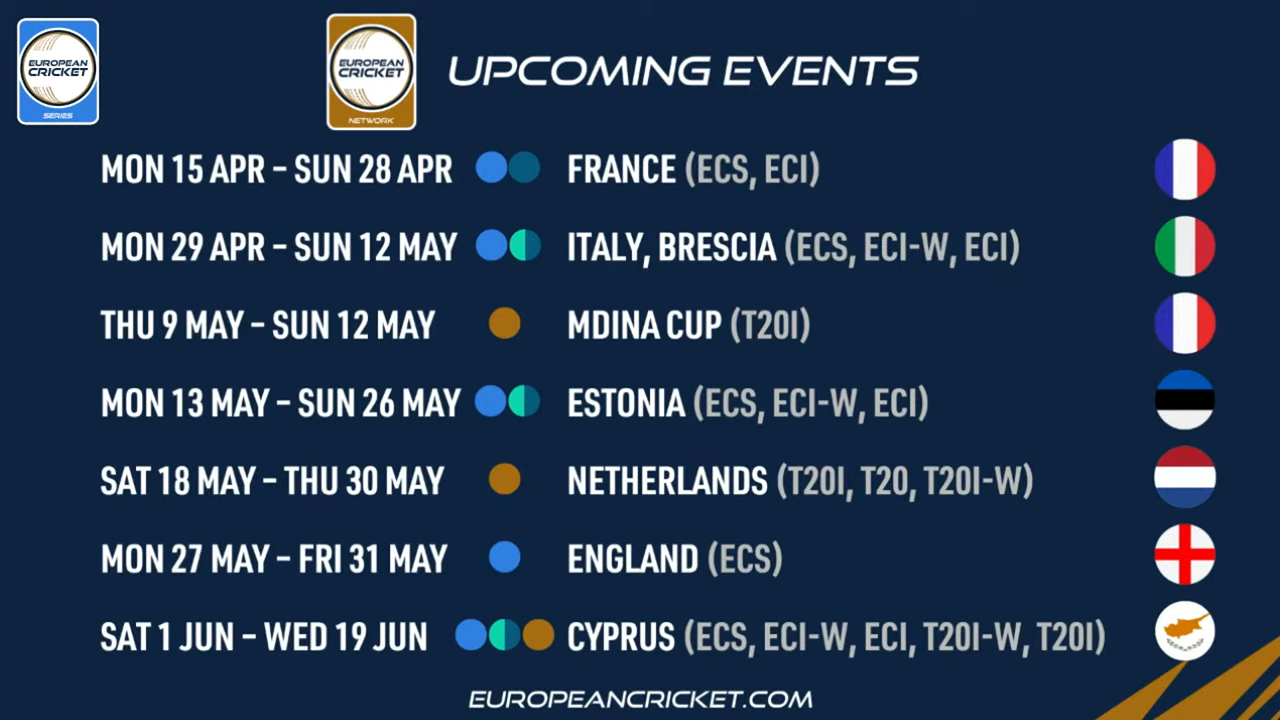 EUROPEAN
CRICKET
SERIES
EUROPEAN
CRICKET
NETWORK
UPCOMING EVENTS
MON 15 APR – SUN 28 APR FRANCE (ECS, ECI)
MON 29 APR – SUN 12 MAY ITALY, BRESCIA (ECS, ECI-W, ECI)
THU 9 MAY – SUN 12 MAY MDINA CUP (T20I)
MON 13 MAY – SUN 26 MAY ESTONIA (ECS, ECI-W, ECI)
SAT 18 MAY – THU 30 MAY NETHERLANDS (T20I, T20, T20I-W)
MON 27 MAY – FRI 31 MAY ENGLAND (ECS)
SAT 1 JUN – WED 19 JUN CYPRUS (ECS, ECI-W, ECI, T20I-W, T20I)
EUROPEANCRICKET.COM